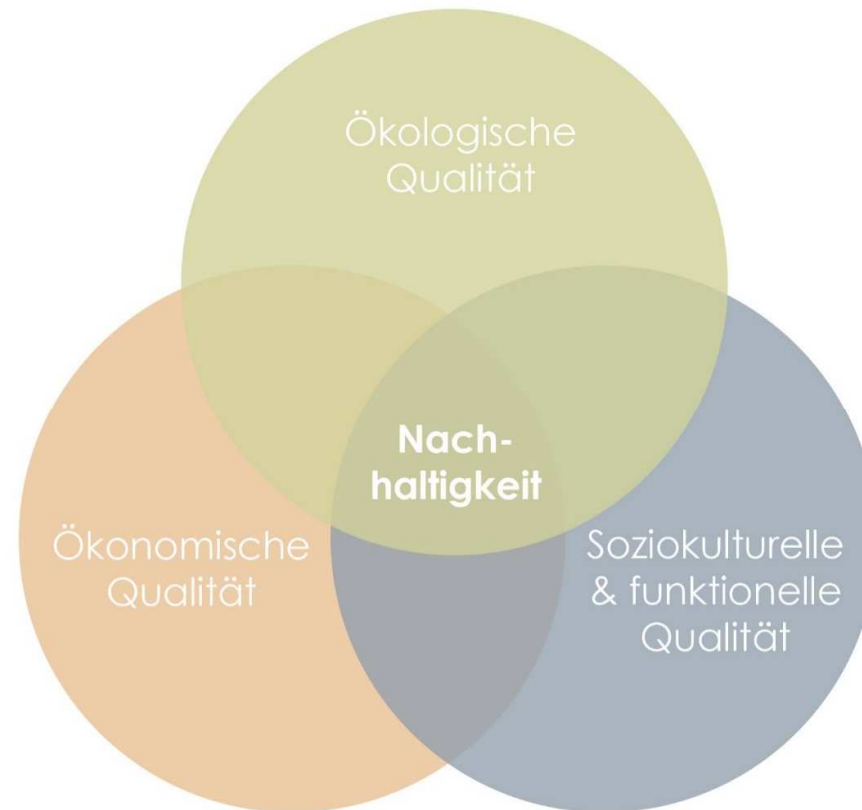 Ökologische
Qualität
Nach-
haltigkeit
Ökonomische
Qualität
Soziokulturelle
& funktionelle
Qualität